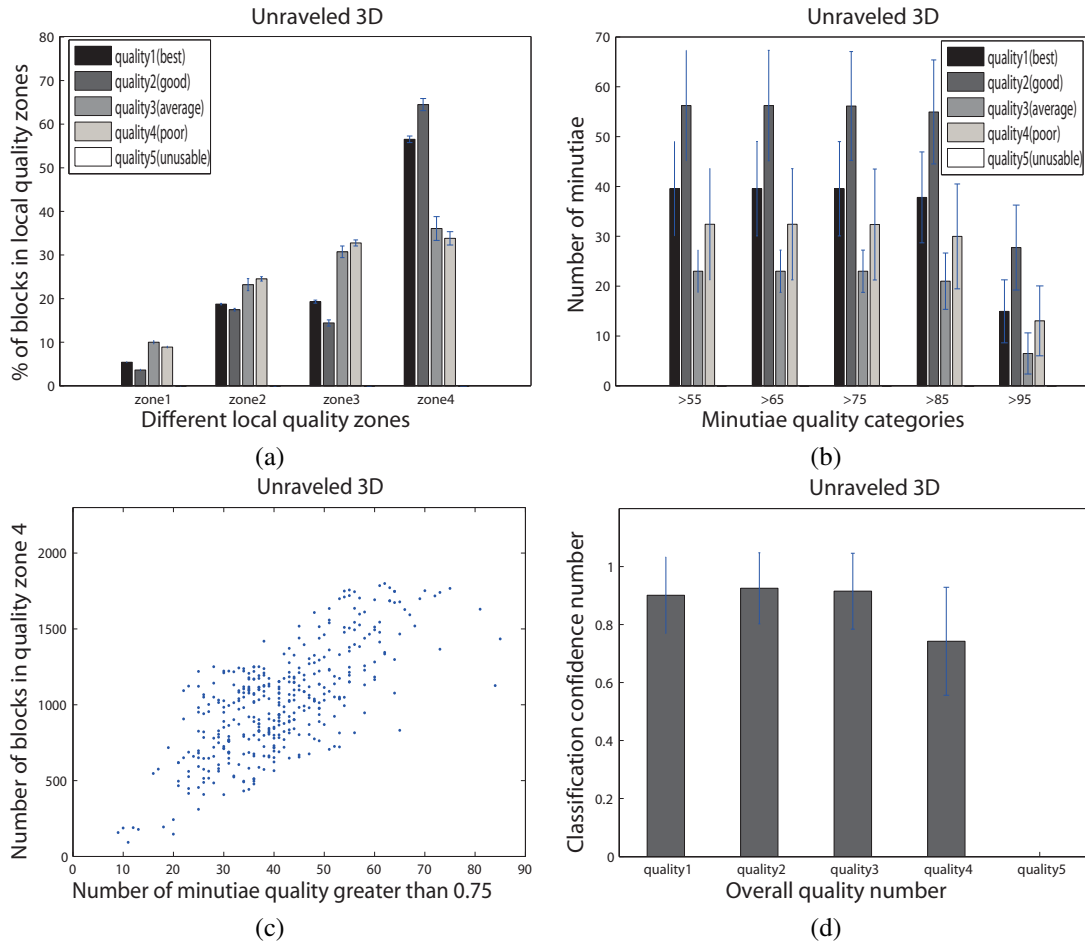 Unraveled 3D
80
70
60
50
40
30
20
10
0
% of blocks in local quality zones
quality1(best)
quality2(good)
quality3(average)
quality4(poor)
quality5(unusable)
zone1 zone2 zone3 zone4
Different local quality zones
(a)
Unraveled 3D
70
60
50
40
30
20
10
0
Number of minutiae
quality1(best)
quality2(good)
quality3(average)
quality4(poor)
quality5(unusable)
>55 >65 >75 >85 >95
Minutiae quality categories
(b)
Unraveled 3D
2000
1500
1000
500
0
Number of blocks in quality zone 4
0 10 20 30 40 50 60 70 80 90
Number of minutiae quality greater than 0.75
(c)
Unraveled 3D
1
0.8
0.6
0.4
0.2
0
Classification confidence number
quality1 quality2 quality3 quality4 quality5
Overall quality number
(d)